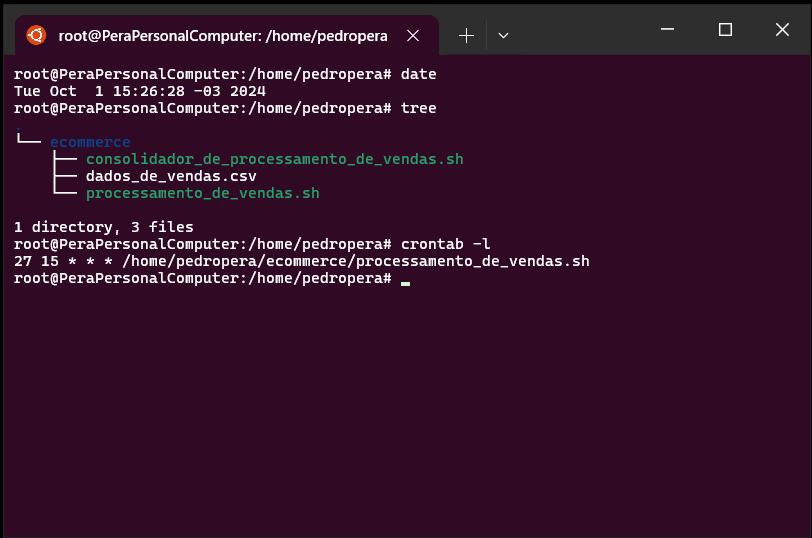 root@PeraPersonalComputer: /home/pedropera
root@PeraPersonalComputer:/home/pedropera# date
Tue Oct  1 15:26:28 -03 2024
root@PeraPersonalComputer:/home/pedropera# tree
.
└── ecommerce
    ├── consolidador_de_processamento_de_vendas.sh
    ├── dados_de_vendas.csv
    └── processamento_de_vendas.sh

1 directory, 3 files
root@PeraPersonalComputer:/home/pedropera# crontab -l
27 15 * * * /home/pedropera/ecommerce/processamento_de_vendas.sh
root@PeraPersonalComputer:/home/pedropera#